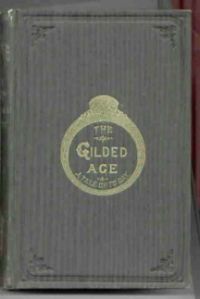 THE
GILDED
AGE
A TALE OF TO-DAY